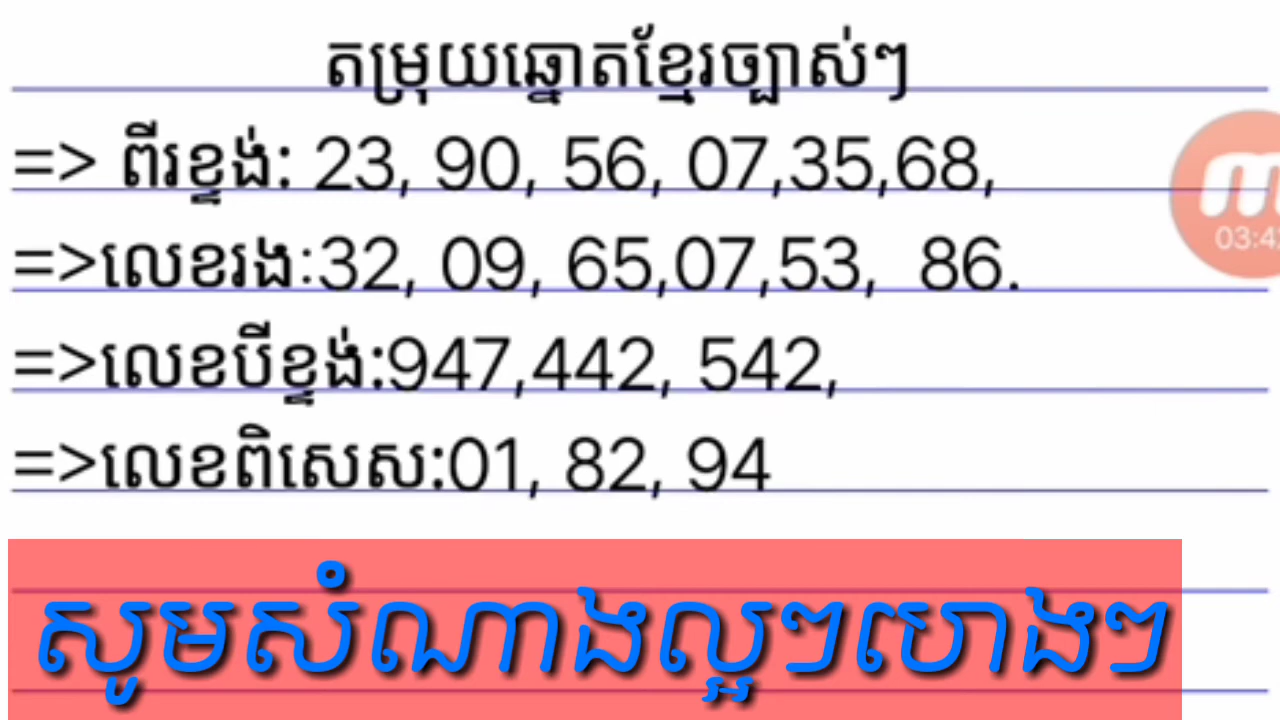 តម្រុយឆ្នោតខ្មែរច្បាស់ៗ
=> ពីរខ្ទង់: 23, 90, 56, 07,35,68,
=>លេខរង:32, 09, 65,07,53, 86.
=>លេខបីខ្ទង់:947,442, 542,
=>លេខពិសេស:01, 82, 94
សូមសំណាងល្អៗយោងៗ